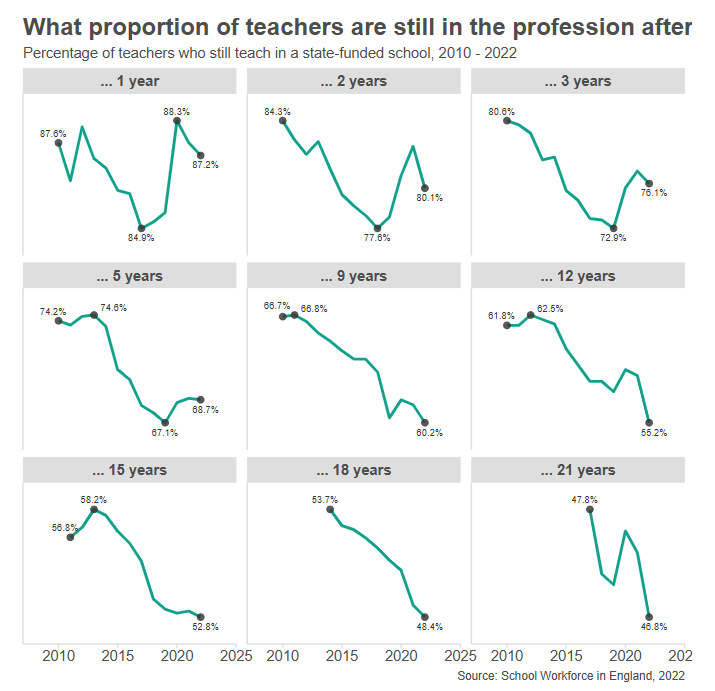 What proportion of teachers are still in the profession after
Percentage of teachers who still teach in a state-funded school, 2010 - 2022
... 1 year
... 2 years
... 3 years
87.6%
88.3%
87.2%
84.9%
84.3%
80.1%
77.6%
80.6%
76.1%
72.9%
... 5 years
... 9 years
... 12 years
74.2%
74.6%
68.7%
67.1%
66.7%
66.8%
60.2%
61.8%
62.5%
55.2%
... 15 years
... 18 years
... 21 years
56.8%
58.2%
52.8%
53.7%
48.4%
47.8%
46.8%
2010 2015 2020 2025
2010 2015 2020 2025
2010 2015 2020 202
Source: School Workforce in England, 2022